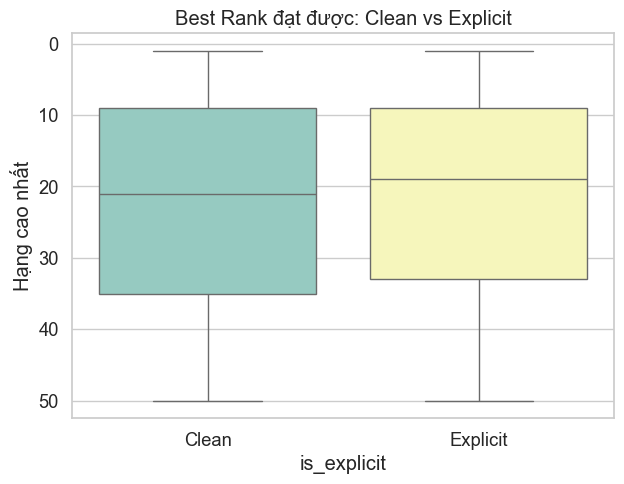 Best Rank đạt được: Clean vs Explicit
0
10
20
30
40
50
Hạng cao nhất
Clean
Explicit
is_explicit